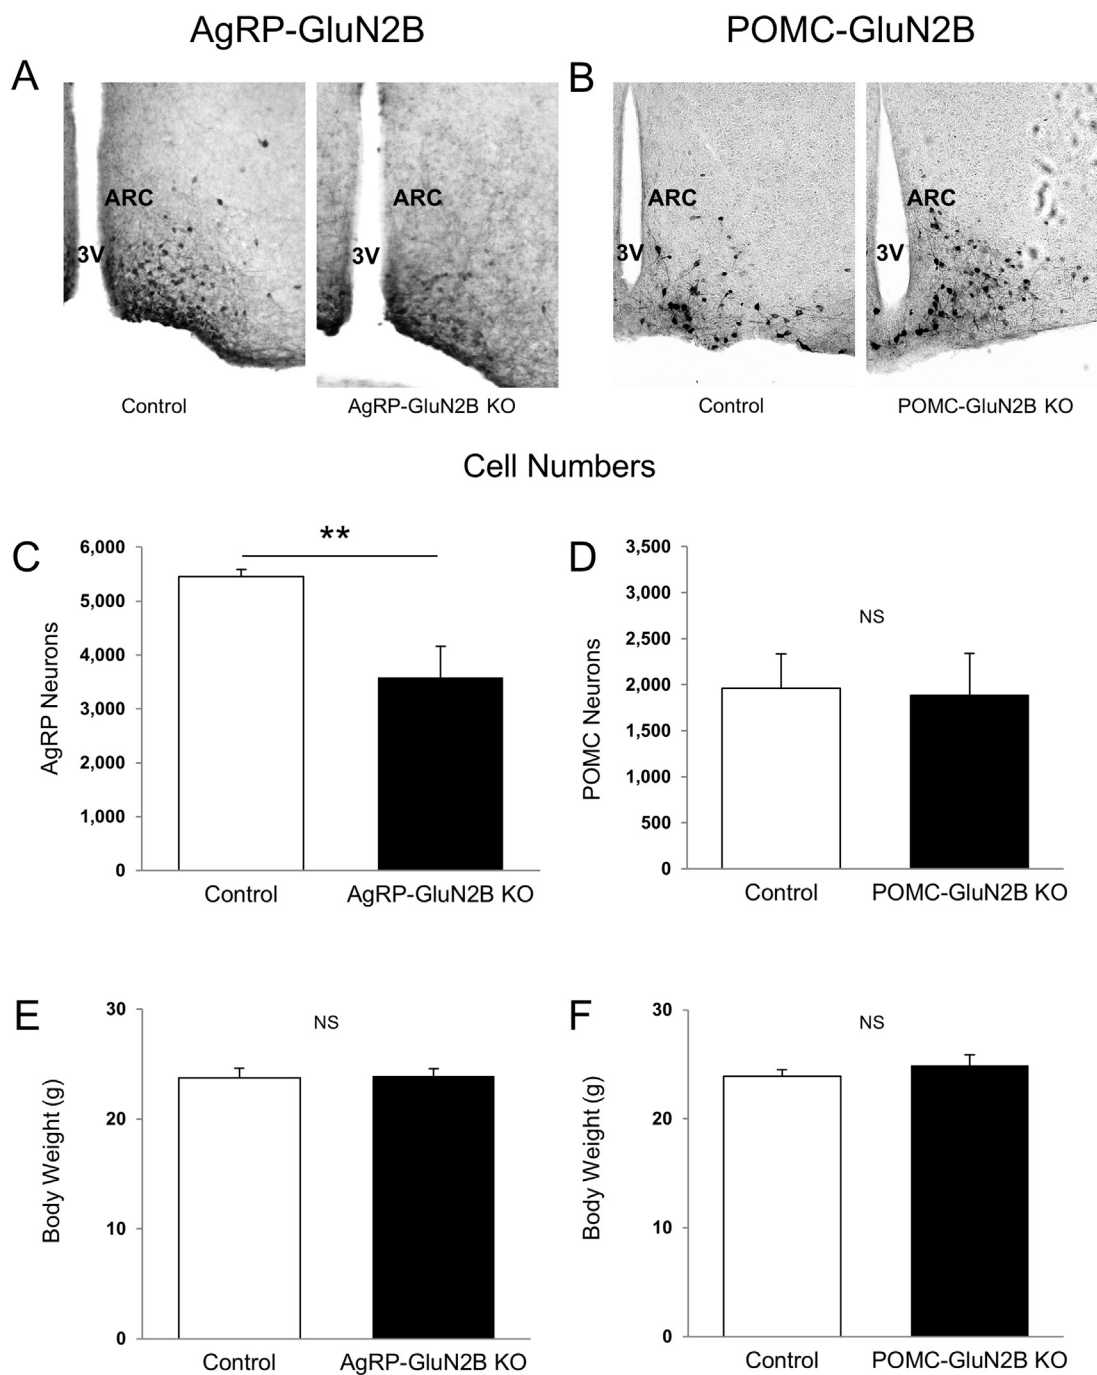 AgRP-GluN2B
POMC-GluN2B
A
ARC
3V
ARC
3V
Control
AgRP-GluN2B KO
B
ARC
3V
ARC
3V
Control
POMC-GluN2B KO
Cell Numbers
C
**
AgRP Neurons
6,000
5,000
4,000
3,000
2,000
1,000
0
Control
AgRP-GluN2B KO
D
NS
POMC Neurons
3,500
3,000
2,500
2,000
1,500
1,000
500
0
Control
POMC-GluN2B KO
E
NS
Body Weight (g)
30
20
10
0
Control
AgRP-GluN2B KO
F
NS
Body Weight (g)
30
20
10
0
Control
POMC-GluN2B KO